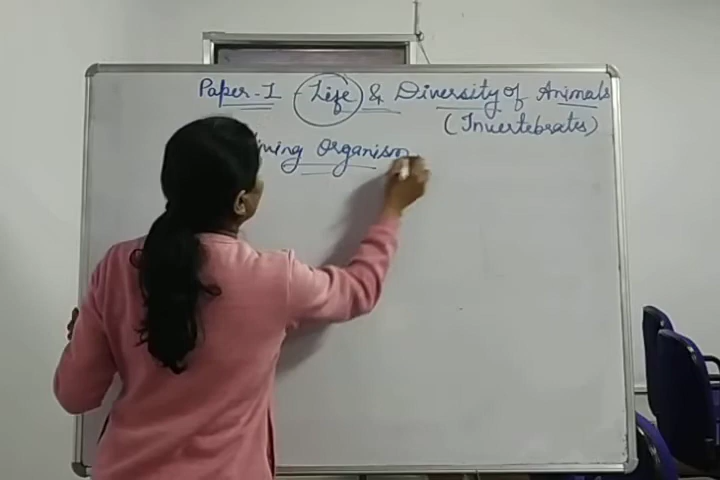 Paper-I - Life & Diversity of Animals
(Invertebrates)
Organism